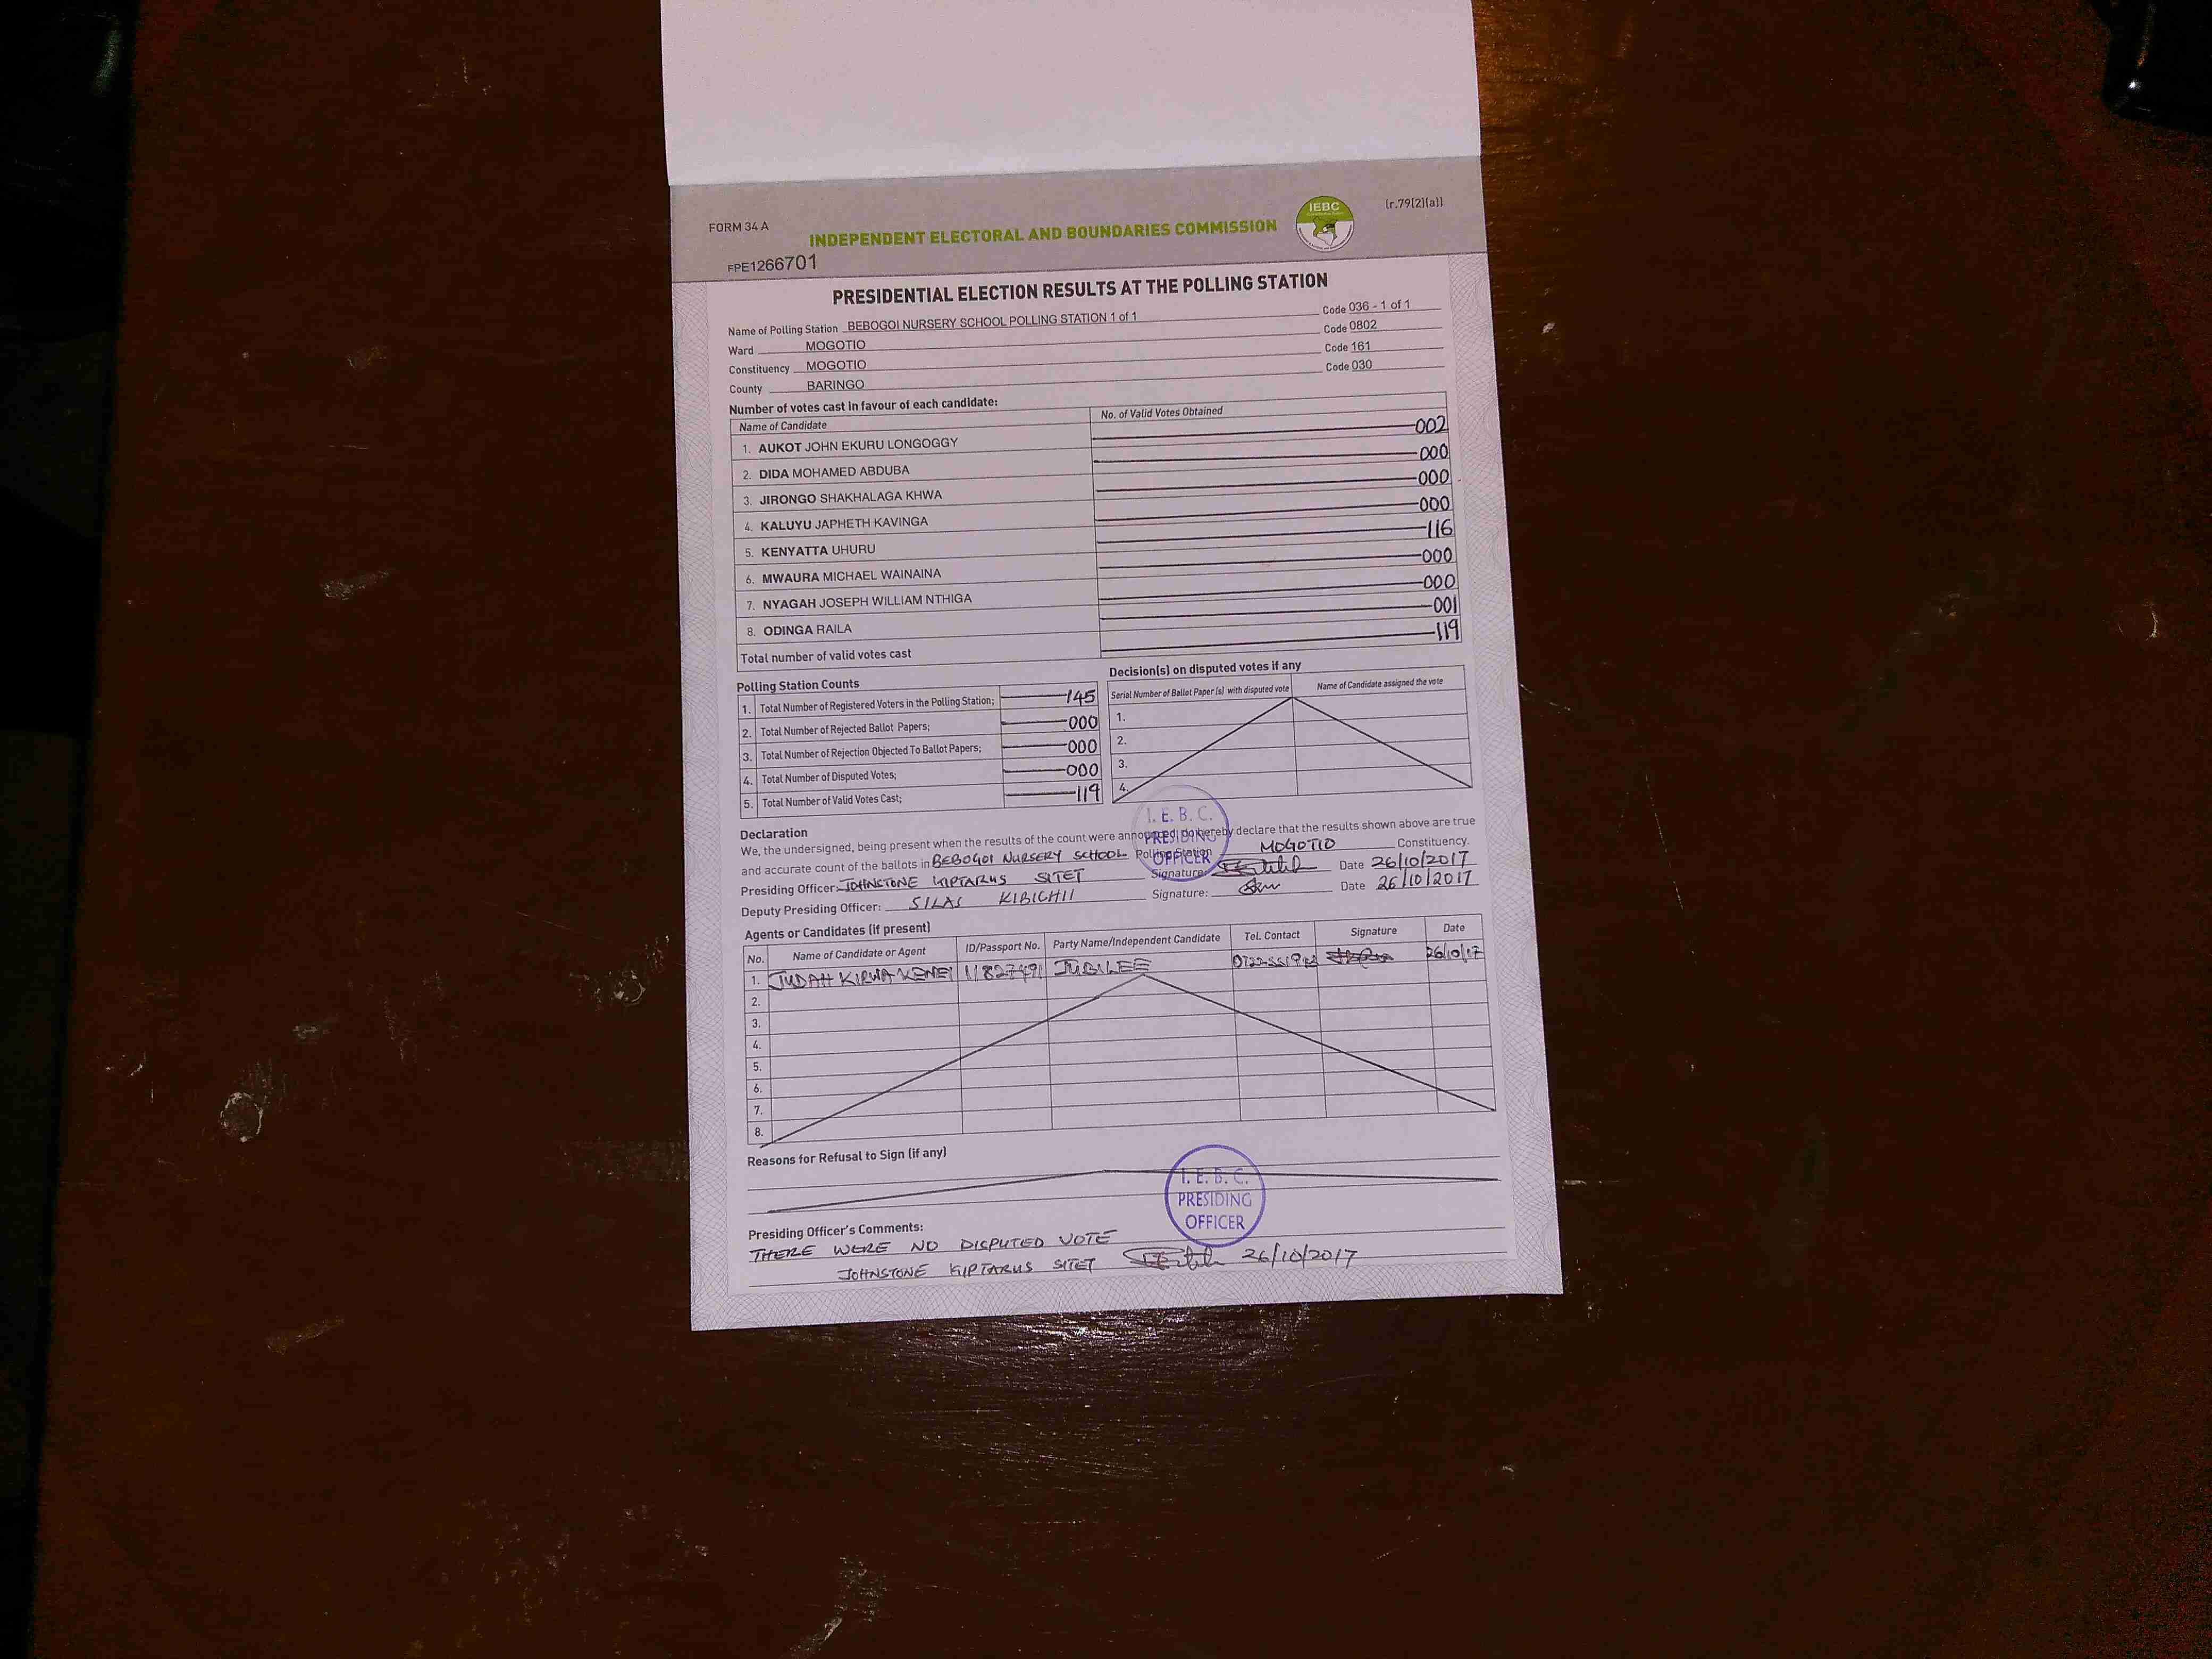 FORM 34 A
INDEPENDENT ELECTORAL AND BOUNDARIES COMMISSION
IEBC
(r.79(2)(a))
FPE1266701
PRESIDENTIAL ELECTION RESULTS AT THE POLLING STATION
Name of Polling Station BEBOGOI NURSERY SCHOOL POLLING STATION 1 of 1 Code 036 - 1 of 1
Ward MOGOTIO Code 0802
Constituency MOGOTIO Code 161
County BARINGO Code 030
Number of votes cast in favour of each candidate:
Name of Candidate No. of Valid Votes Obtained
1. AUKOT JOHN EKURU LONGOGGY 002
2. DIDA MOHAMED ABDUBA 000
3. JIRONGO SHAKHALAGA KHWA 000
4. KALUYU JAPHETH KAVINGA 000
5. KENYATTA UHURU 116
6. MWAURA MICHAEL WAINAINA 000
7. NYAGAH JOSEPH WILLIAM NTHIGA 000
8. ODINGA RAILA 001
Total number of valid votes cast 119
Polling Station Counts
1. Total Number of Registered Voters in the Polling Station; 145
2. Total Number of Rejected Ballot Papers; 000
3. Total Number of Rejection Objected To Ballot Papers; 000
4. Total Number of Disputed Votes; 000
5. Total Number of Valid Votes Cast; 119
Decision(s) on disputed votes if any
Serial Number of Ballot Paper (s) with disputed vote Name of Candidate assigned the vote
1.
2.
3.
4.
I. E. B. C.
PRESIDING
OFFICER
Declaration
We, the undersigned, being present when the results of the count were announced, do hereby declare that the results shown above are true
and accurate count of the ballots in BEBOGOI NURSERY SCHOOL Polling Station MOGOTIO Constituency.
Presiding Officer: JOHNSTONE KIPTARUS SITET Signature: Date 26/10/2017
Deputy Presiding Officer: SILAS KIBICHII Signature: Date 26/10/2017
Agents or Candidates (if present)
No. Name of Candidate or Agent ID/Passport No. Party Name/Independent Candidate Tel. Contact Signature Date
1. JUDAH KIRWA KENEI JUBILEE 26/10/17
2.
3.
4.
5.
6.
7.
8.
Reasons for Refusal to Sign (if any)
I. E. B. C.
PRESIDING
OFFICER
Presiding Officer's Comments:
THERE WERE NO DISPUTED VOTE
JOHNSTONE KIPTARUS SITET 26/10/2017